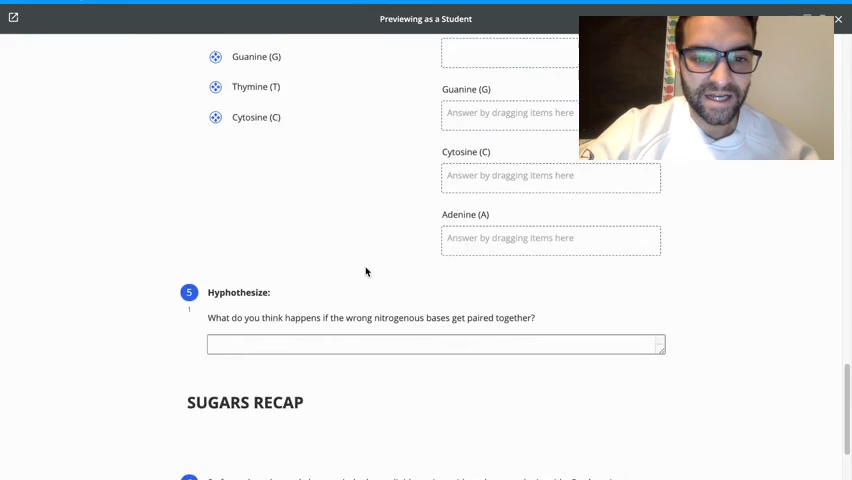 Previewing as a Student
Guanine (G)
Thymine (T)
Guanine (G)
Answer by dragging items here
Cytosine (C)
Cytosine (C)
Answer by dragging items here
Adenine (A)
Answer by dragging items here
5 Hyphothesize:
1
What do you think happens if the wrong nitrogenous bases get paired together?
SUGARS RECAP